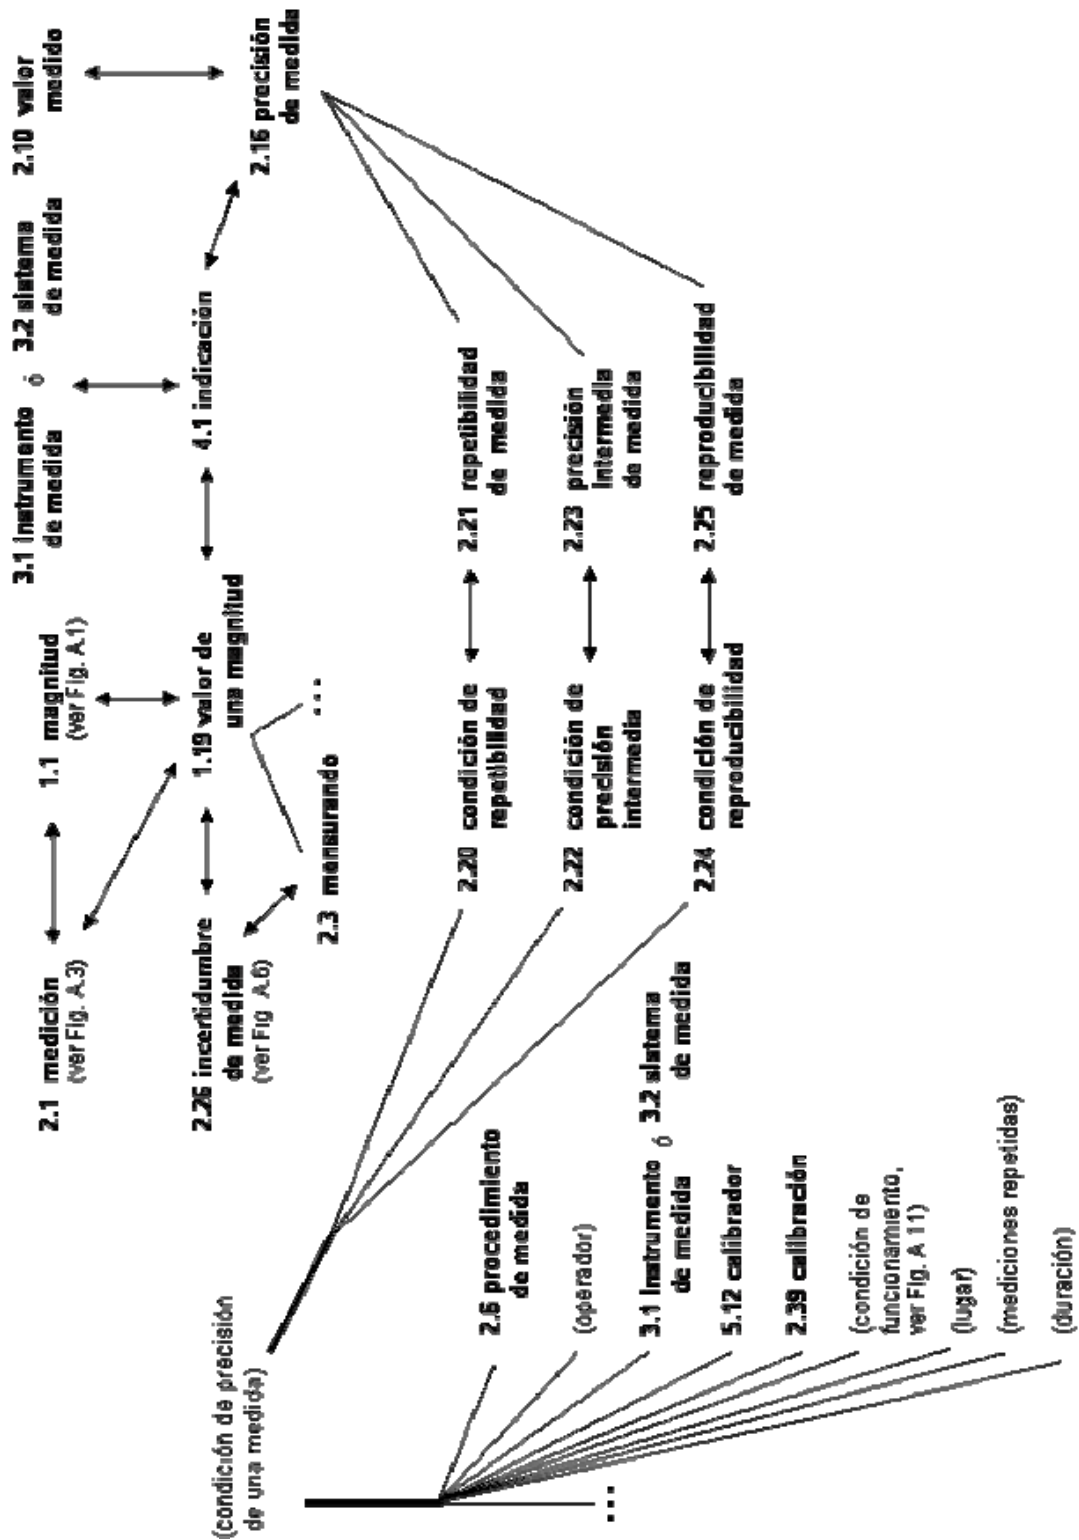 2.1 medición
(ver Fig. A.3)
1.1 magnitud
(ver Fig. A.1)
3.1 instrumento
de medida
ó
3.2 sistema
de medida
2.10 valor
medido
2.26 incertidumbre
de medida
(ver Fig. A.6)
1.19 valor de
una magnitud
4.1 indicación
2.16 precisión
de medida
2.3 mensurando
...
(condición de precisión
de una medida)
2.20 condición de
repetibilidad
2.21 repetibilidad
de medida
2.22 condición de
precisión
intermedia
2.23 precisión
intermedia
de medida
2.24 condición de
reproducibilidad
2.25 reproducibilidad
de medida
2.6 procedimiento
de medida
(operador)
3.1 instrumento
de medida
ó
3.2 sistema
de medida
5.12 calibrador
2.39 calibración
(condición de
funcionamiento,
ver Fig. A 11)
(lugar)
(mediciones repetidas)
(duración)
...